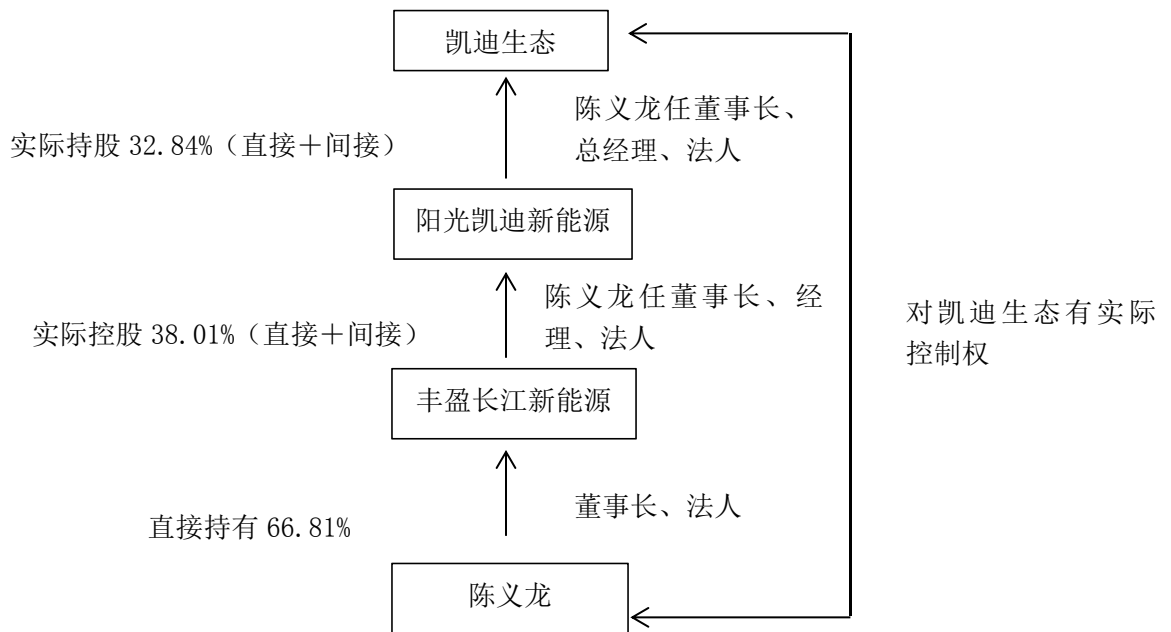 凯迪生态
陈义龙任董事长、
总经理、法人
实际持股 32.84%（直接＋间接）
阳光凯迪新能源
陈义龙任董事长、经
理、法人
实际控股 38.01%（直接＋间接）
对凯迪生态有实际
控制权
丰盈长江新能源
董事长、法人
直接持有 66.81%
陈义龙